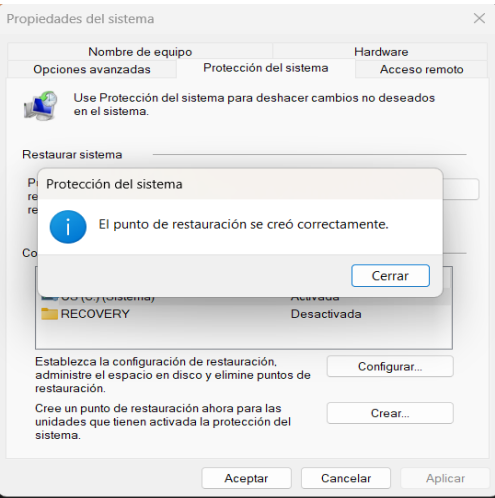 Propiedades del sistema
Nombre de equipo
Hardware
Opciones avanzadas
Protección del sistema
Acceso remoto
Use Protección del sistema para deshacer cambios no deseados
en el sistema.
Restaurar sistema
Protección del sistema
El punto de restauración se creó correctamente.
Cerrar
OS (C:) (Sistema)
Activada
RECOVERY
Desactivada
Establezca la configuración de restauración,
administre el espacio en disco y elimine puntos de
restauración.
Configurar...
Cree un punto de restauración ahora para las
unidades que tienen activada la protección del
sistema.
Crear...
Aceptar
Cancelar
Aplicar